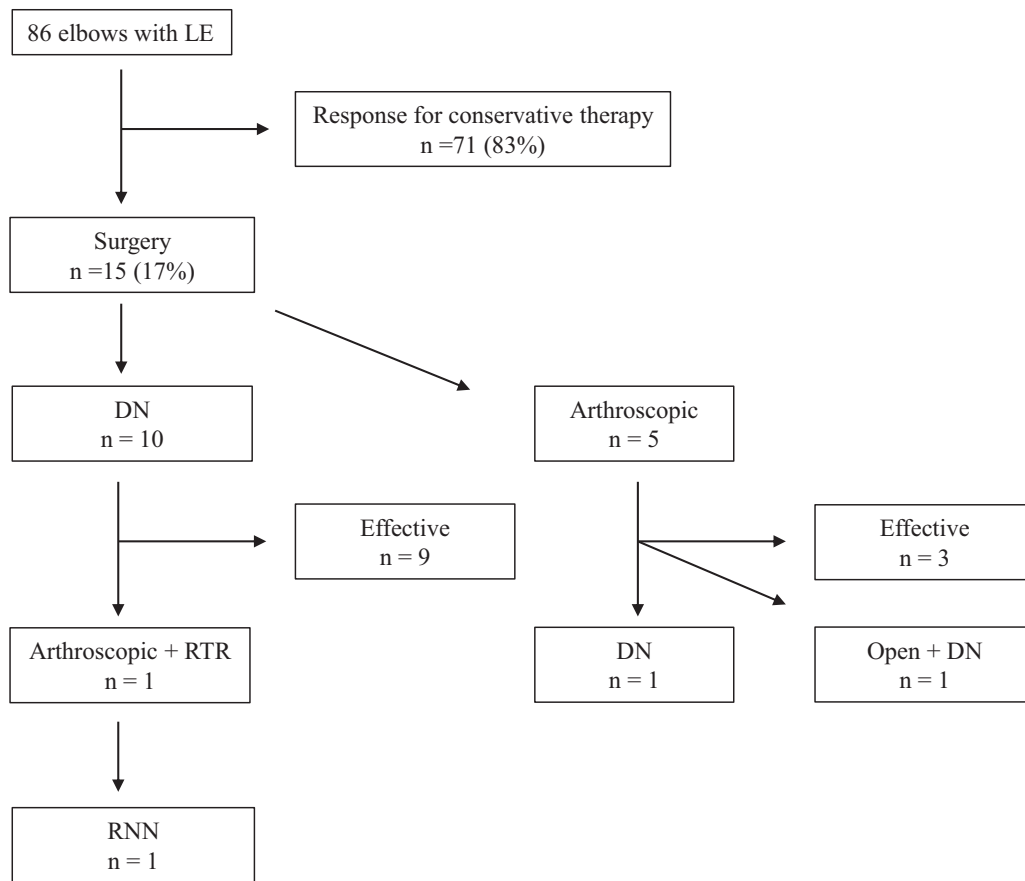 86 elbows with LE
Response for conservative therapy
n =71 (83%)
Surgery
n =15 (17%)
DN
n = 10
Arthroscopic
n = 5
Effective
n = 9
Effective
n = 3
Arthroscopic + RTR
n = 1
DN
n = 1
Open + DN
n = 1
RNN
n = 1